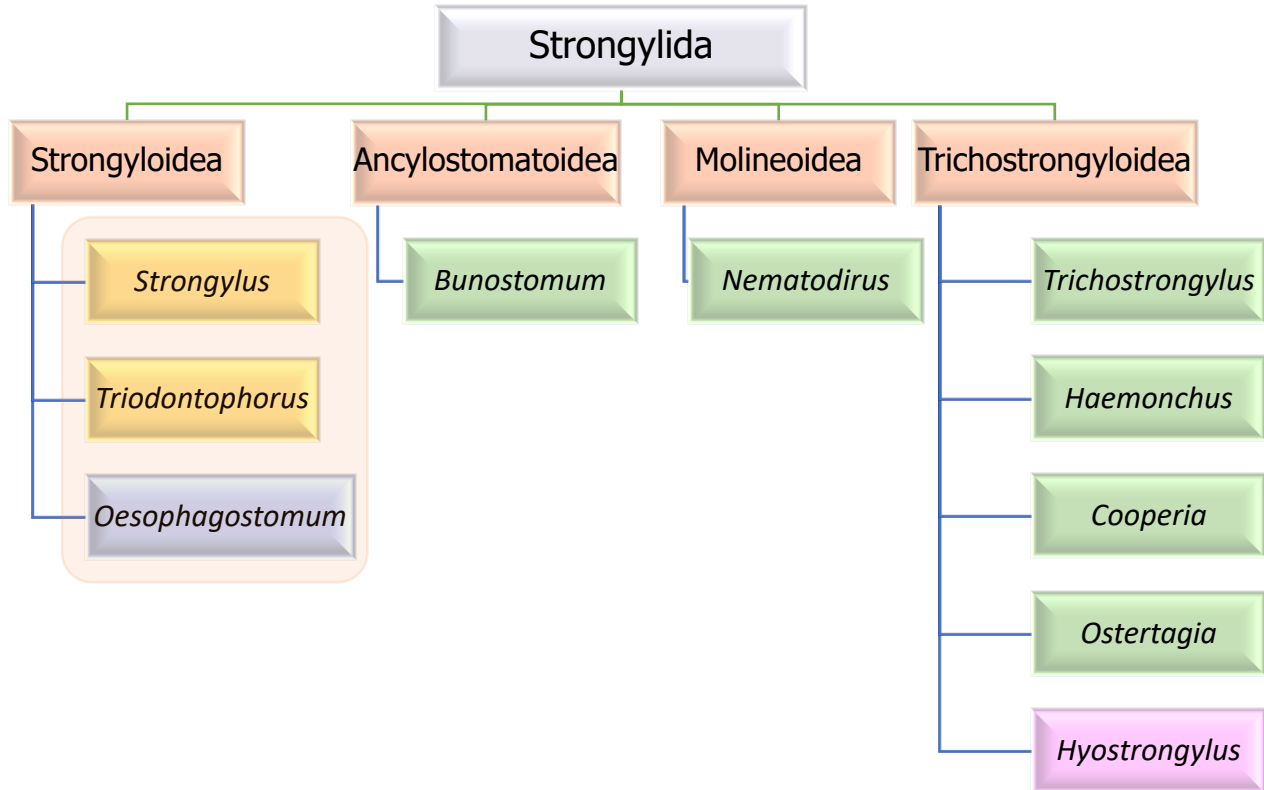 Strongylida
Strongyloidea
Ancylostomatoidea
Molineoidea
Trichostrongyloidea
Strongylus
Bunostomum
Nematodirus
Trichostrongylus
Triodontophorus
Haemonchus
Oesophagostomum
Cooperia
Ostertagia
Hyostrongylus